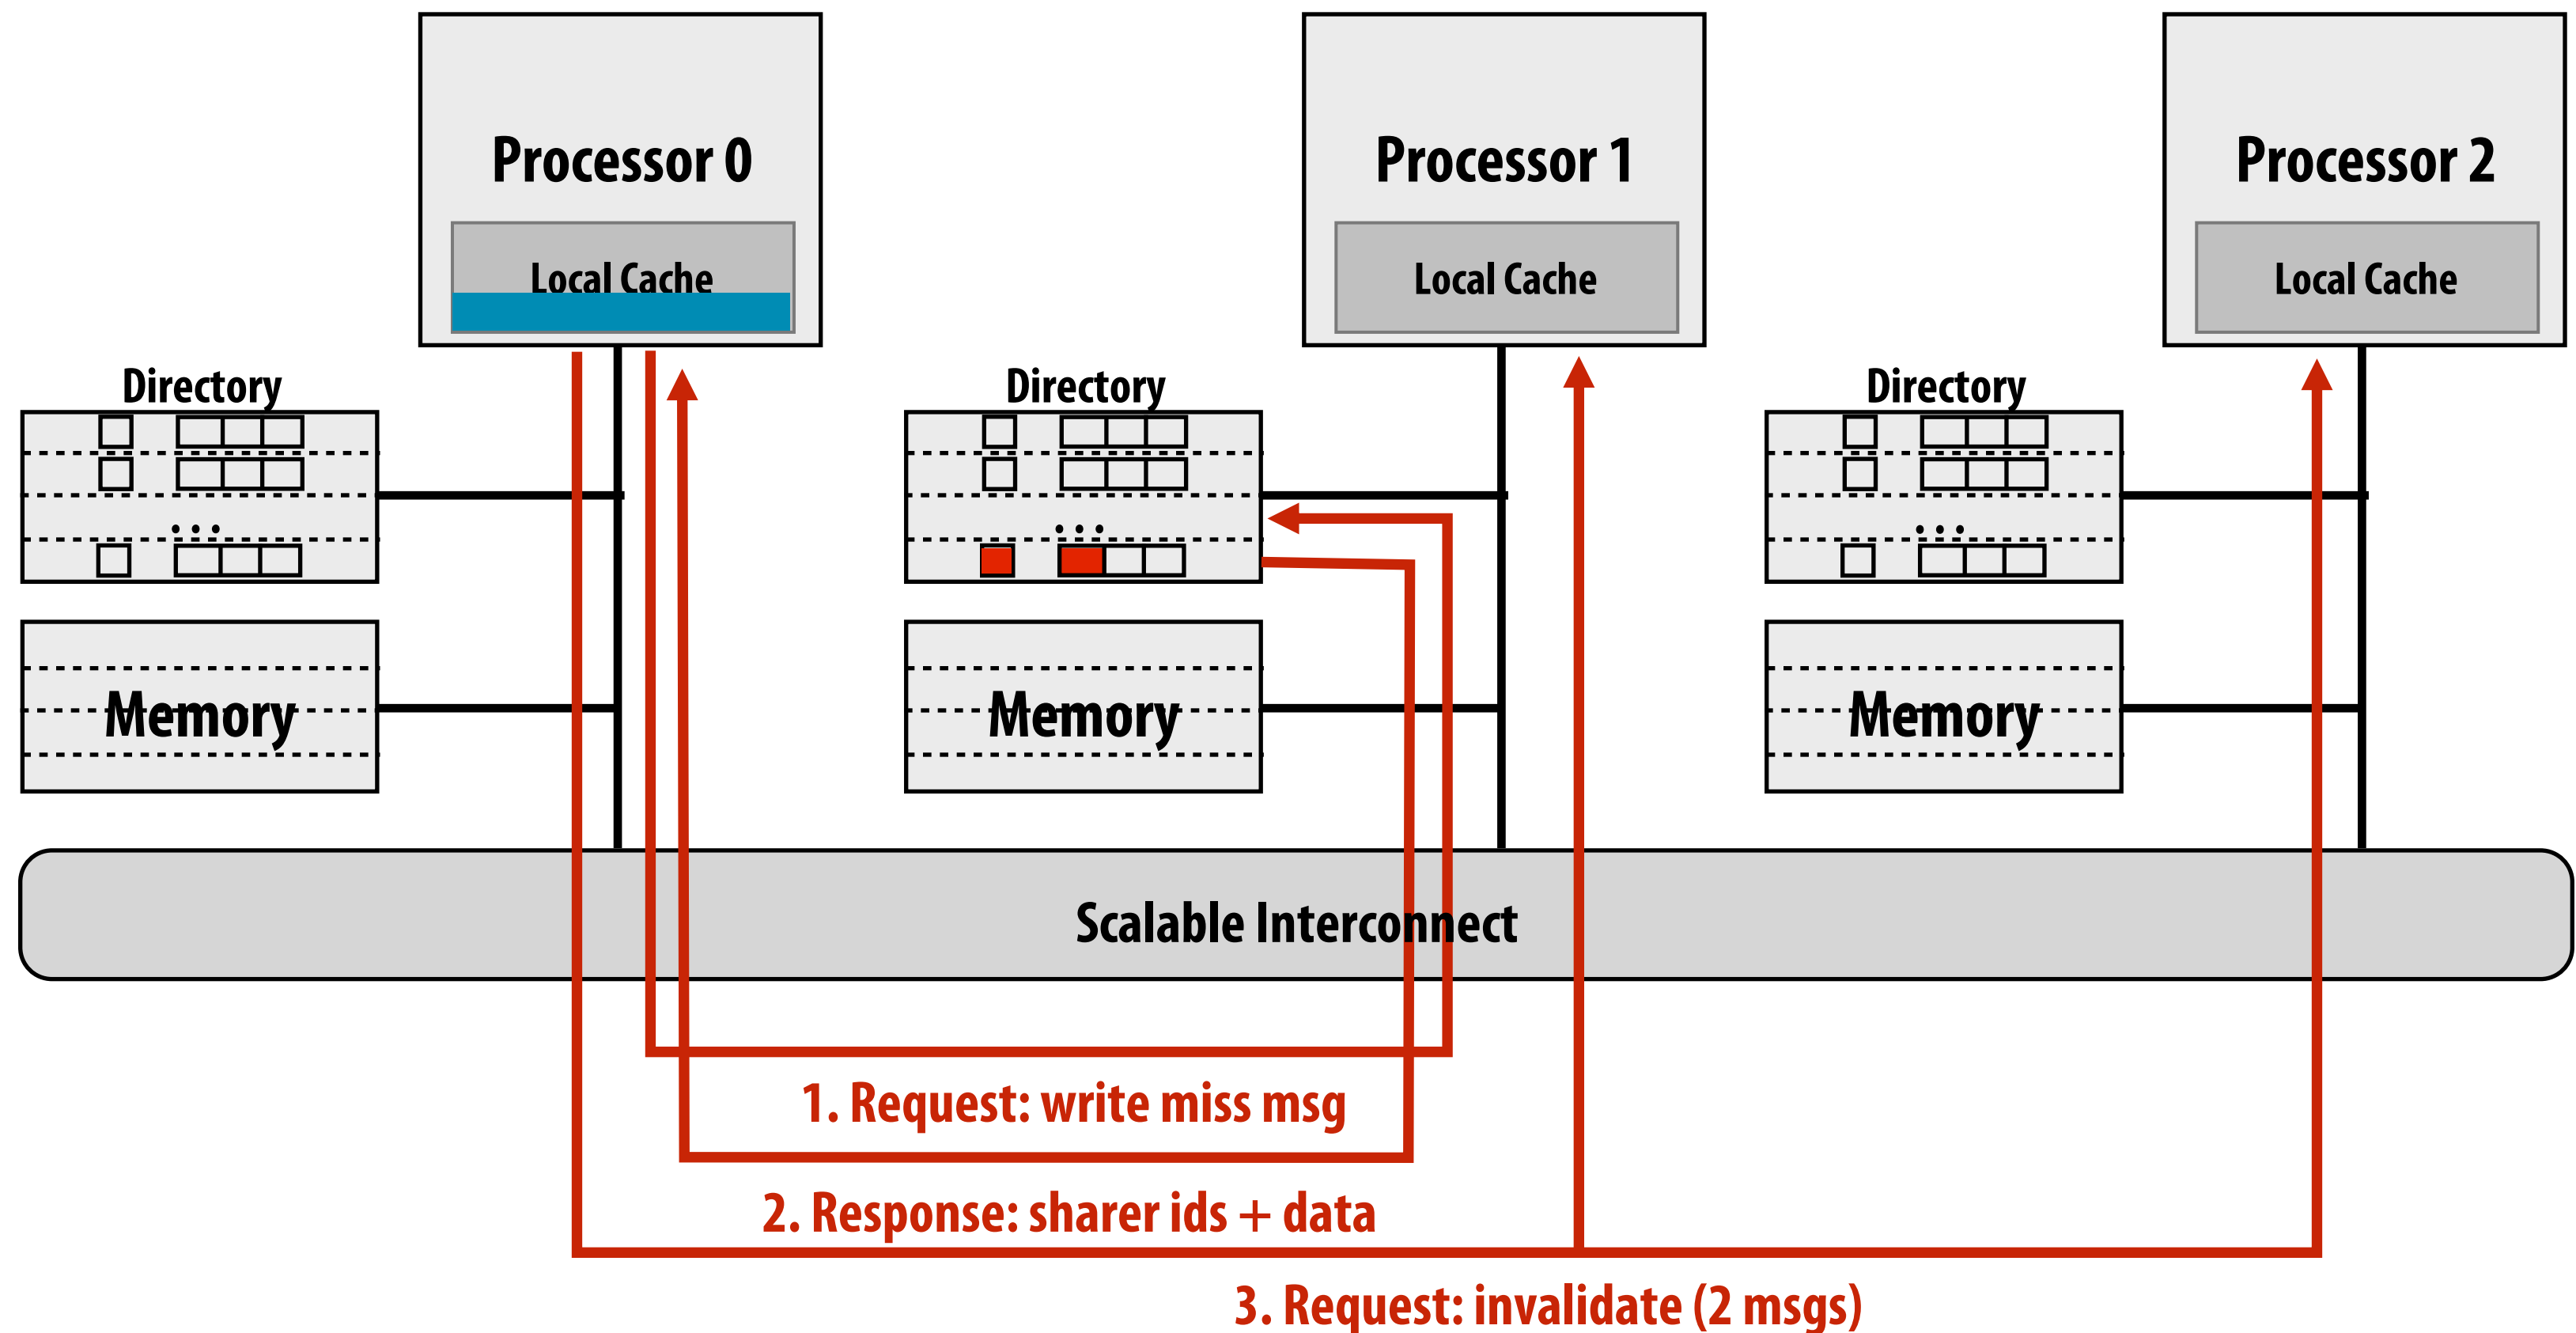 Processor 0
Processor 1
Processor 2
Local Cache
Local Cache
Local Cache
Directory
Directory
Directory
...
...
...
Memory
Memory
Memory
Scalable Interconnect
1. Request: write miss msg
2. Response: sharer ids + data
3. Request: invalidate (2 msgs)